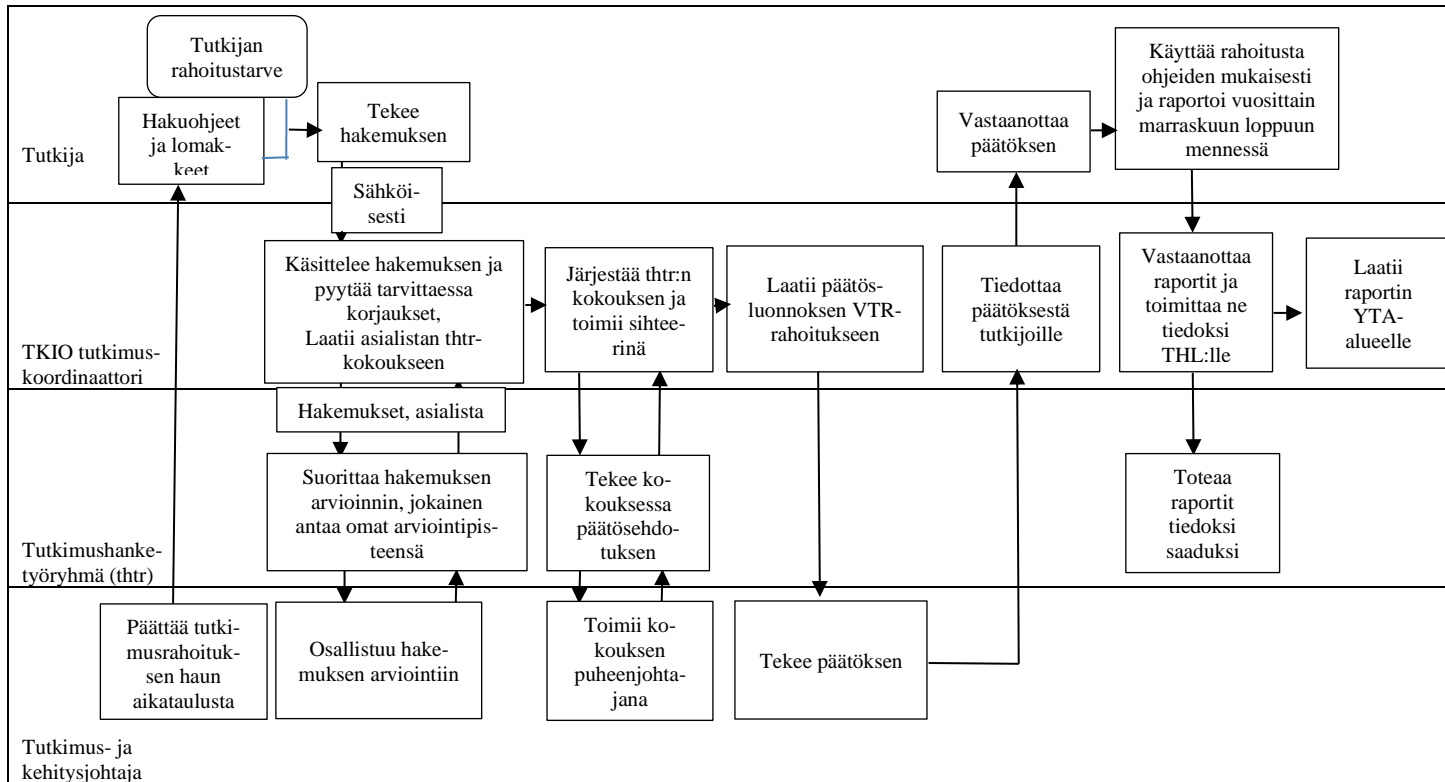 Tutkijan
rahoitustarve
Hakuohjeet
ja lomak-
keet
Tekee
hakemuksen
Vastaanottaa
päätöksen
Käyttää rahoitusta
ohjeiden mukaisesti
ja raportoi vuosittain
marraskuun loppuun
mennessä
Tutkija
Sähköi-
sesti
Käsittelee hakemuksen ja
pyytää tarvittaessa
korjaukset,
Laatii asialistan thtr-
kokoukseen
Järjestää thtr:n
kokouksen ja
toimii sihtee-
rinä
Laatii päätös-
luonnoksen VTR-
rahoitukseen
Tiedottaa
päätöksestä
tutkijoille
Vastaanottaa
raportit ja
toimittaa ne
tiedoksi
THL:lle
Laatii
raportin
YTA-
alueelle
TKIO tutkimus-
koordinaattori
Hakemukset, asialista
Suorittaa hakemuksen
arvioinnin, jokainen
antaa omat arviointipis-
teensä
Tekee ko-
kouksessa
päätösehdo-
tuksen
Toteaa
raportit
tiedoksi
saaduksi
Tutkimushanke-
työryhmä (thtr)
Päättää tutki-
musrahoituk-
sen haun
aikataulusta
Osallistuu hake-
muksen arviointiin
Toimii ko-
kouksen
puheenjohta-
jana
Tekee päätöksen
Tutkimus- ja
kehitysjohtaja